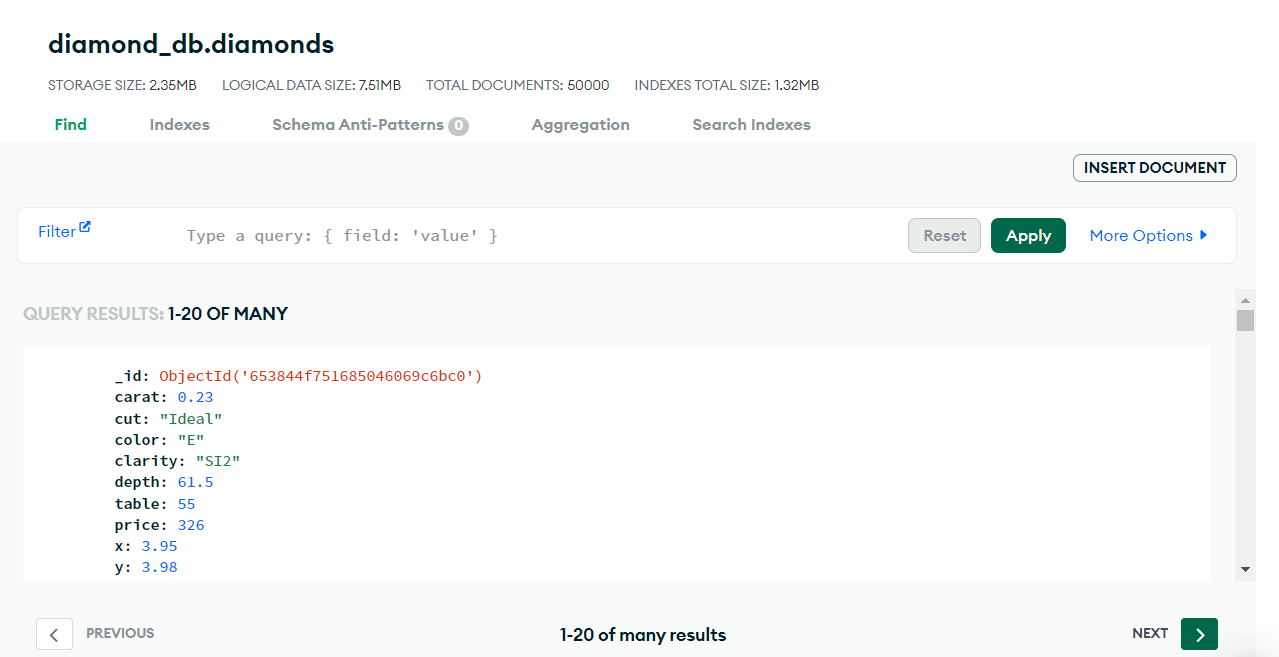 diamond_db.diamonds
STORAGE SIZE: 2.35MB LOGICAL DATA SIZE: 7.51MB TOTAL DOCUMENTS: 50000 INDEXES TOTAL SIZE: 1.32MB
Find Indexes Schema Anti-Patterns 0 Aggregation Search Indexes
INSERT DOCUMENT
Filter Type a query: { field: 'value' } Reset Apply More Options
QUERY RESULTS: 1-20 OF MANY
_id: ObjectId('653844f751685046069c6bc0')
carat: 0.23
cut: "Ideal"
color: "E"
clarity: "SI2"
depth: 61.5
table: 55
price: 326
x: 3.95
y: 3.98
PREVIOUS 1-20 of many results NEXT